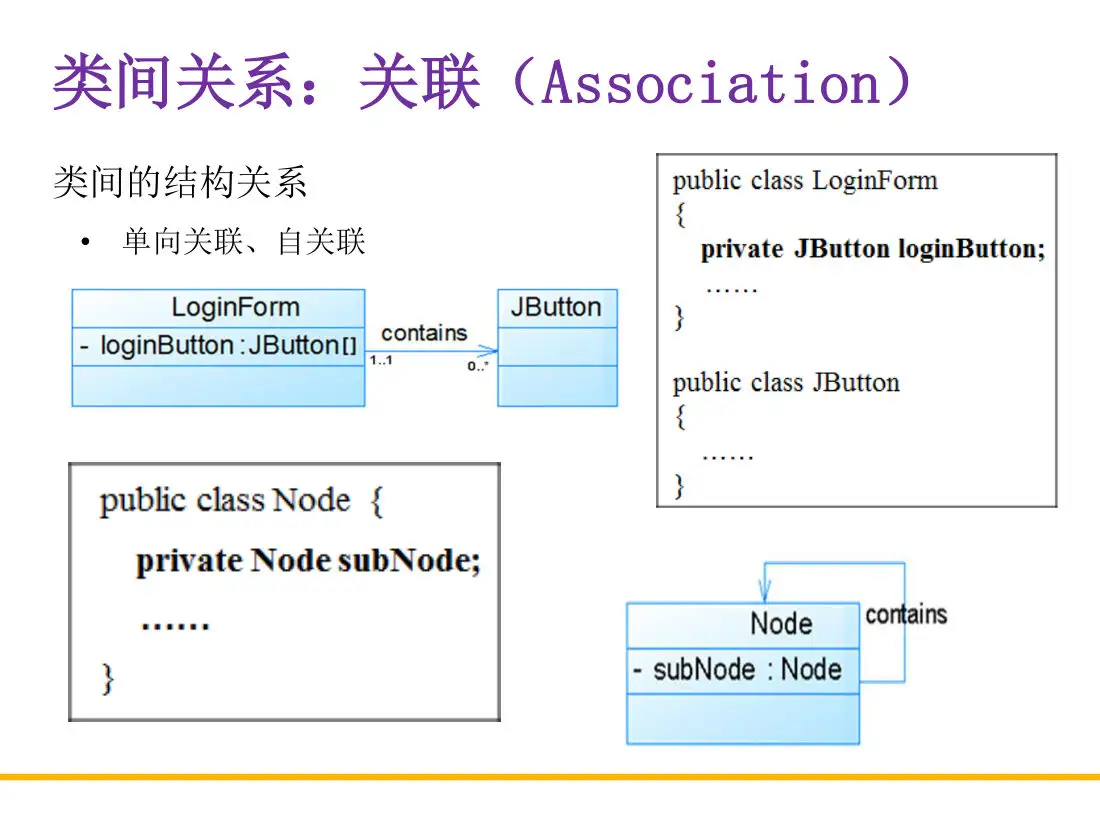 类间关系：关联（Association）
类间的结构关系
• 单向关联、自关联
LoginForm
- loginButton : JButton[]
contains
1..1
0..*
JButton
public class LoginForm
{
private JButton loginButton;
……
}
public class JButton
{
……
}
public class Node {
private Node subNode;
……
}
Node
- subNode : Node
contains